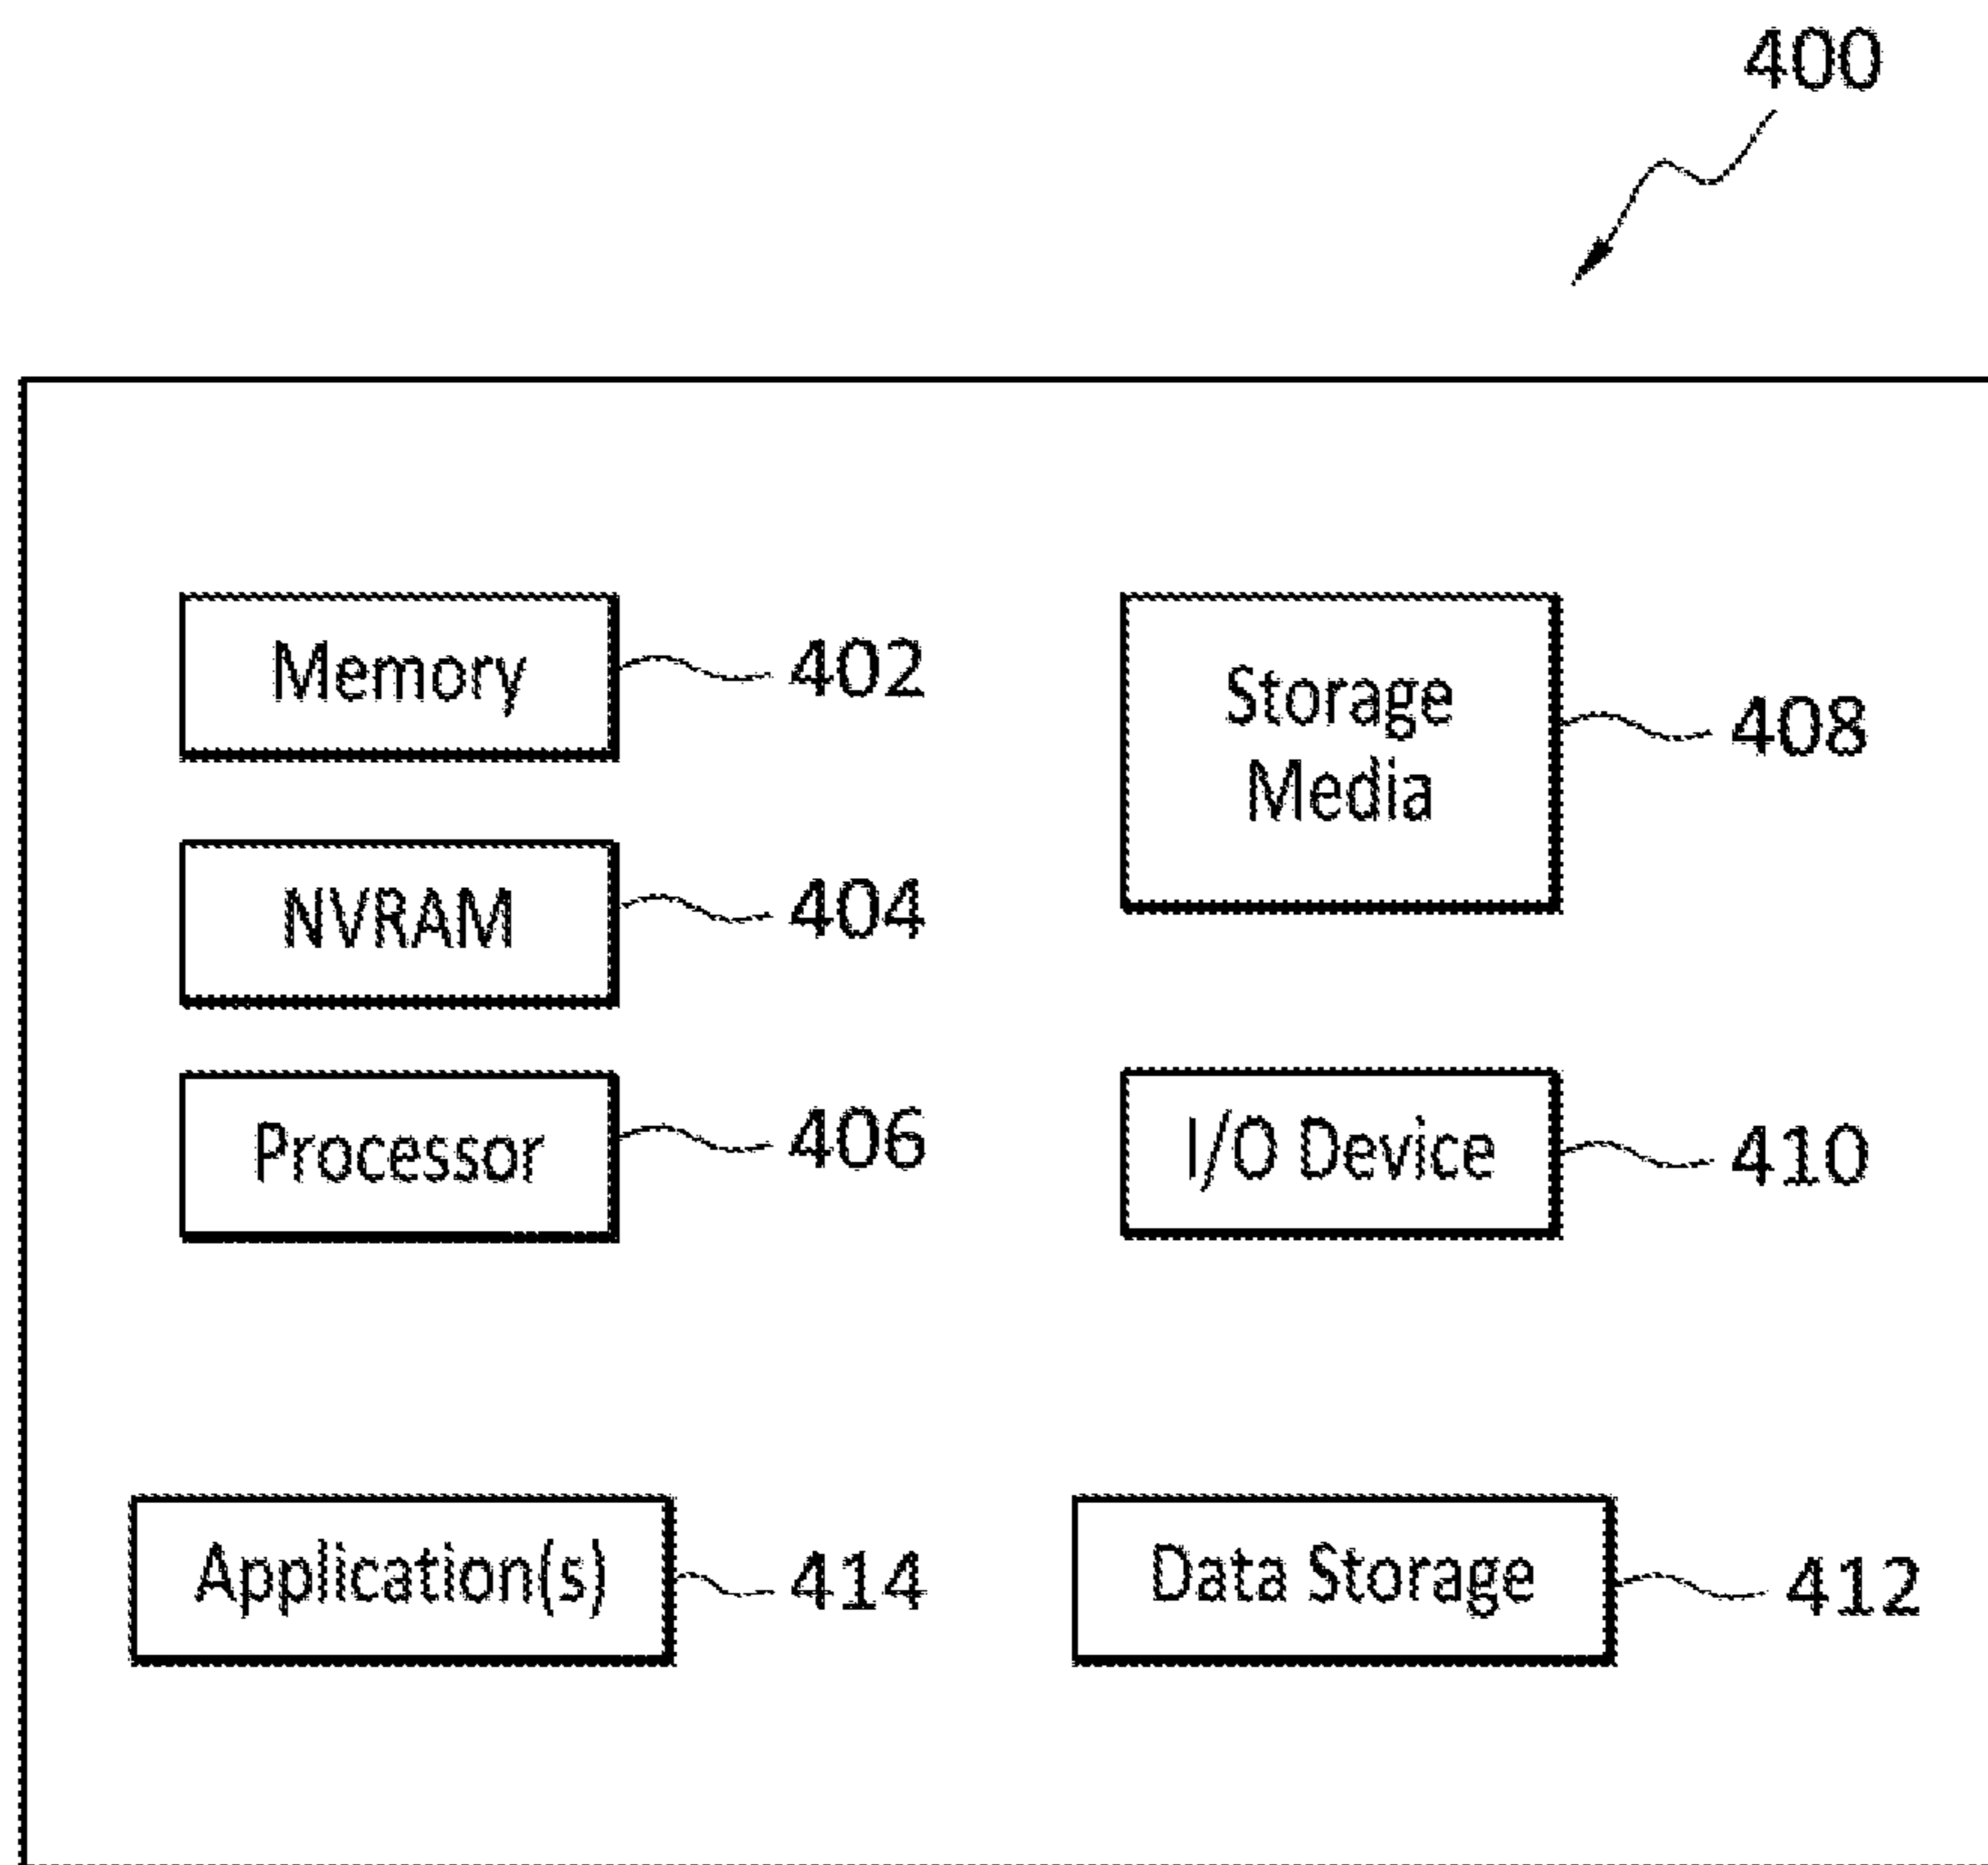 400
Memory 402
Storage
Media
408
NVRAM 404
Processor 406
I/O Device 410
Application(s) 414
Data Storage 412